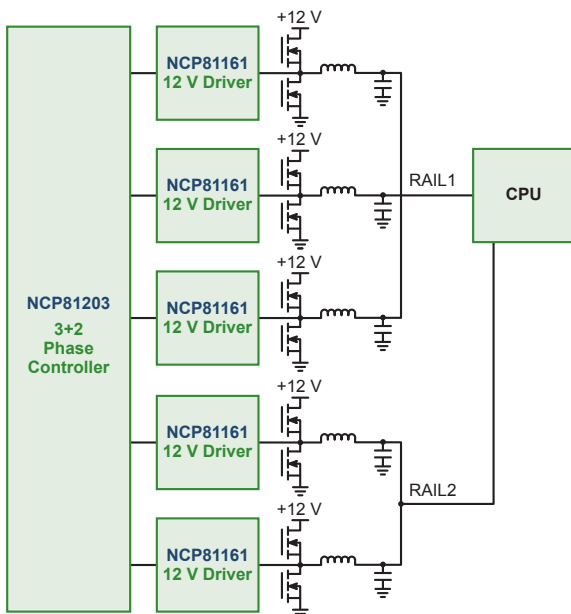 +12 V
NCP81161
12 V Driver
+12 V
NCP81161
12 V Driver
RAIL1
CPU
+12 V
NCP81203
3+2
Phase
Controller
NCP81161
12 V Driver
+12 V
NCP81161
12 V Driver
RAIL2
+12 V
NCP81161
12 V Driver